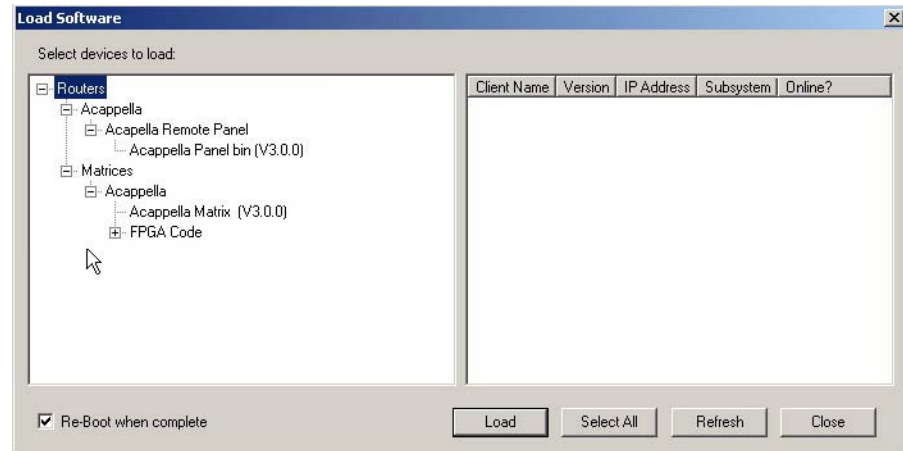 Load Software
Select devices to load:
Routers
Acappella
Acapella Remote Panel
Acappella Panel bin (V3.0.0)
Matrices
Acappella
Acappella Matrix (V3.0.0)
FPGA Code
Client Name Version IP Address Subsystem Online?
Re-Boot when complete
Load Select All Refresh Close